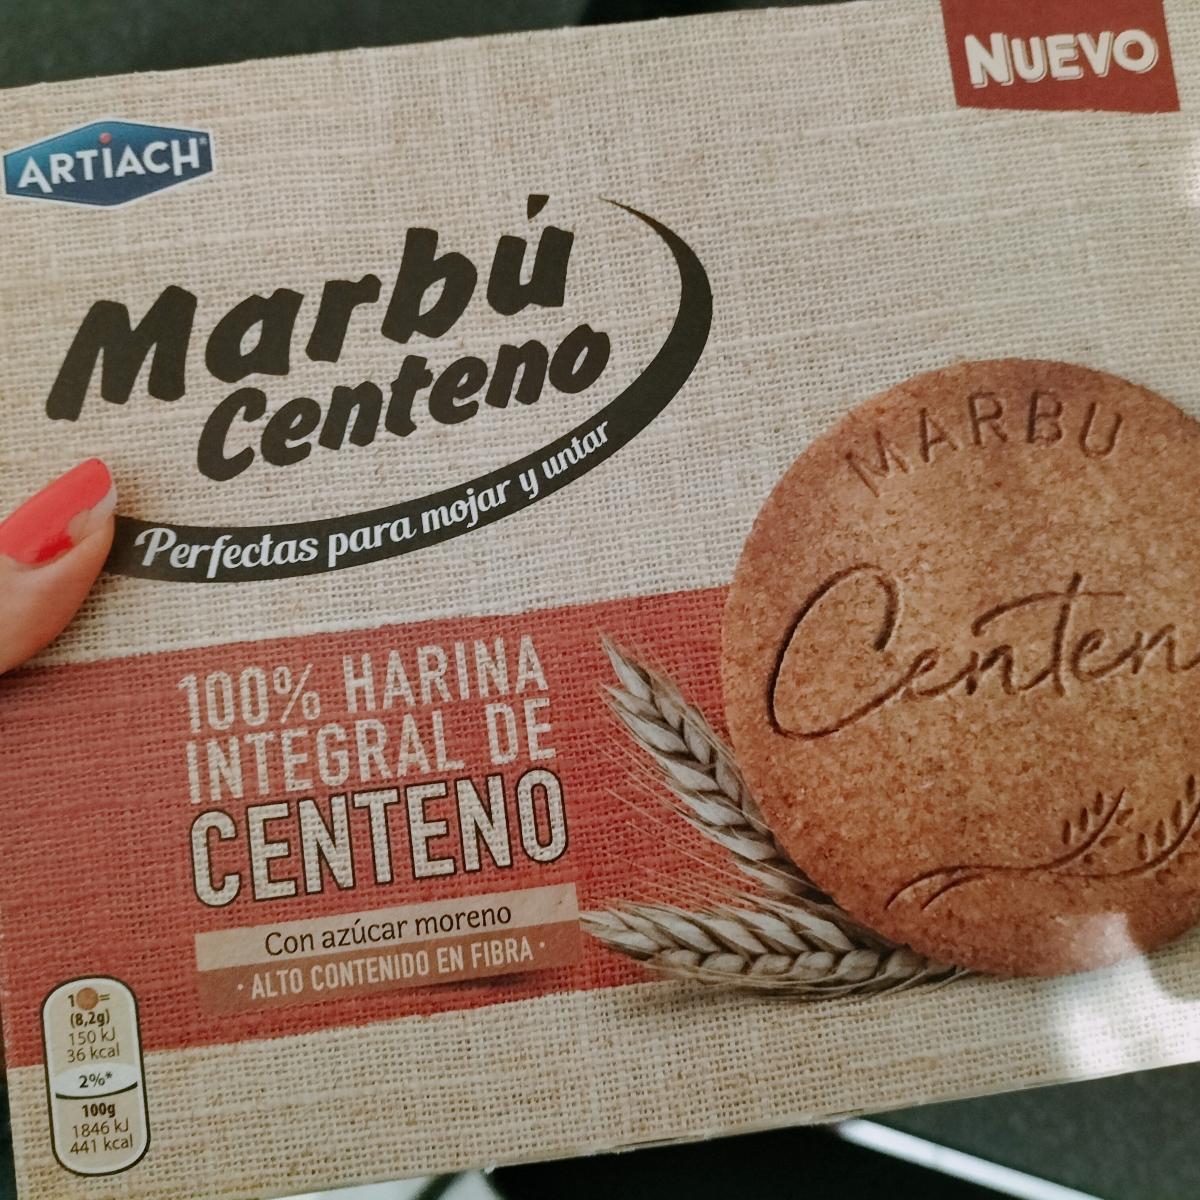 NUEVO
ARTIACH
Marbú
Centeno
Perfectas para mojar y untar
MARBU
Centen
100% HARINA
INTEGRAL DE
CENTENO
Con azúcar moreno
· ALTO CONTENIDO EN FIBRA ·
1 =
(8,2g)
150 kJ
36 kcal
2%*
100g
1846 kJ
441 kcal